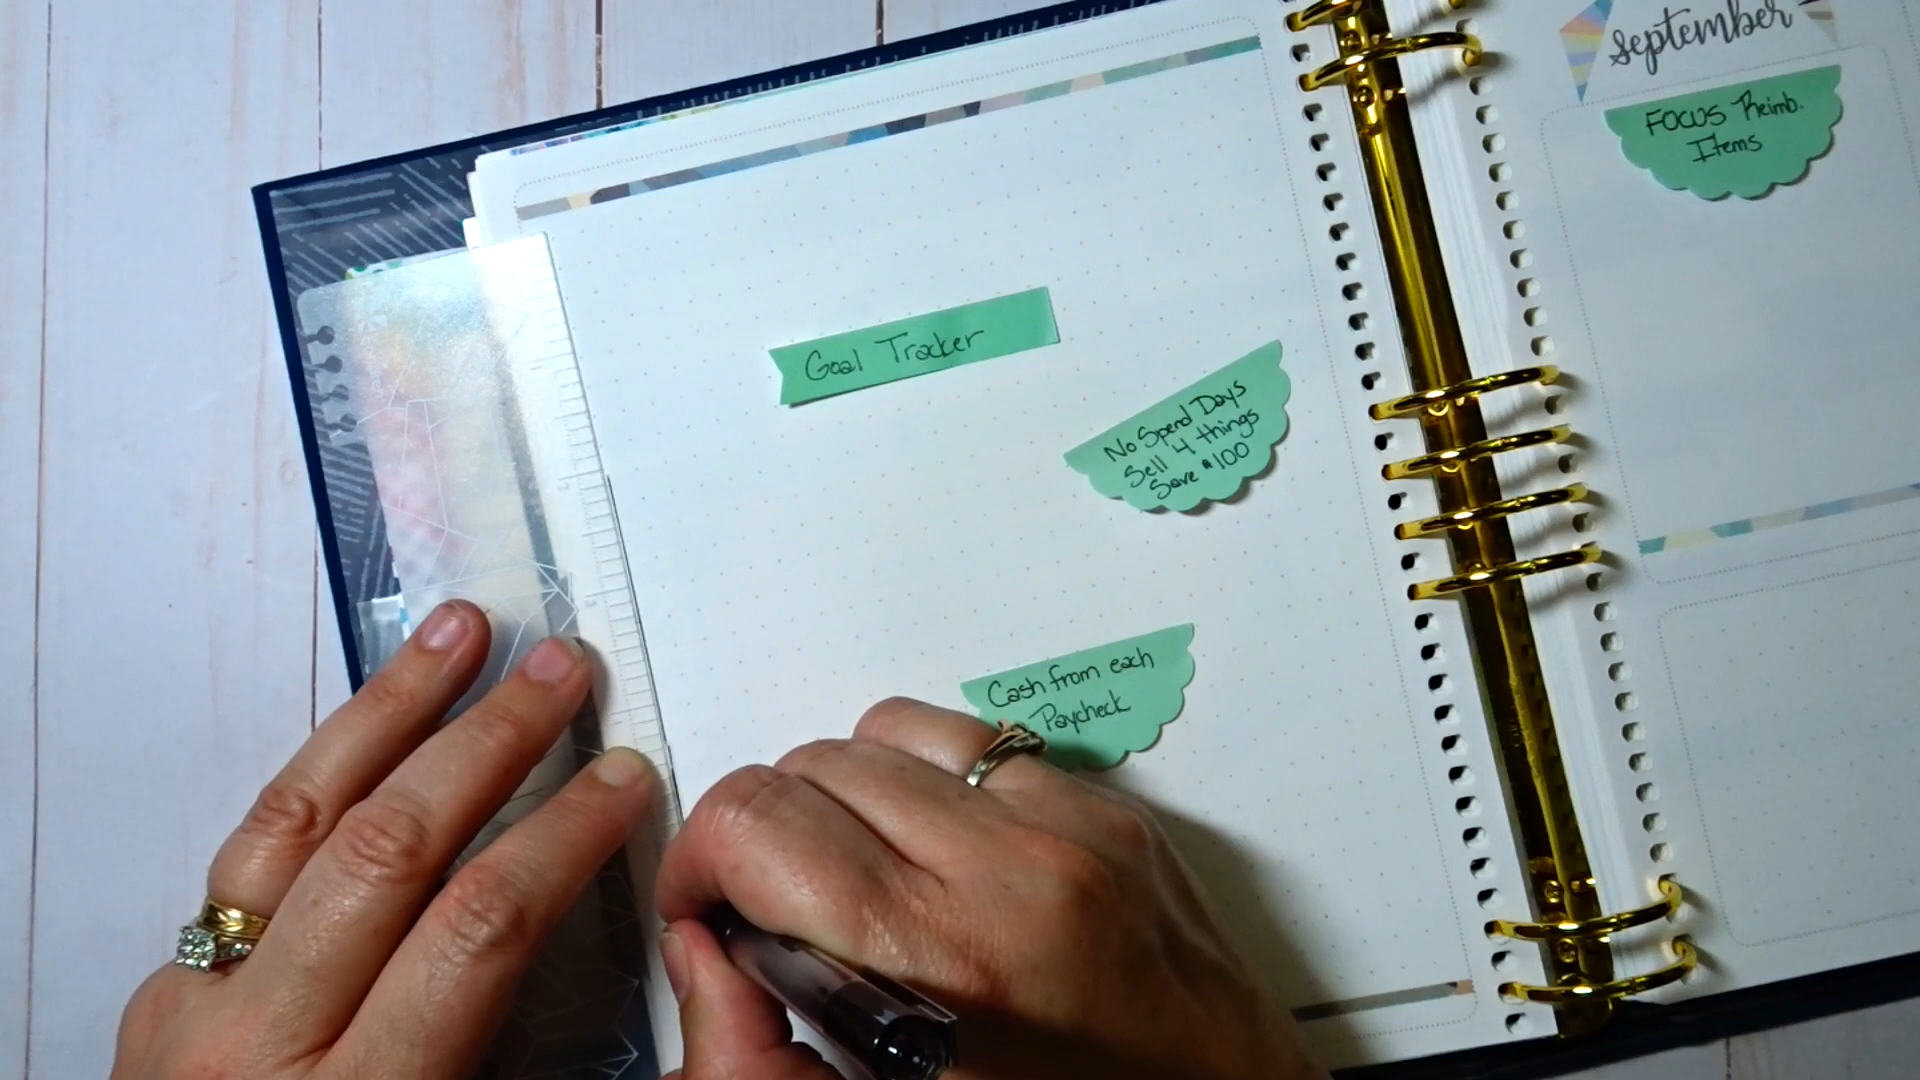 september
FOCUS Reimb.
Items
Goal Tracker
No Spend Days
Sell 4 things
Save $100
Cash from each
Paycheck